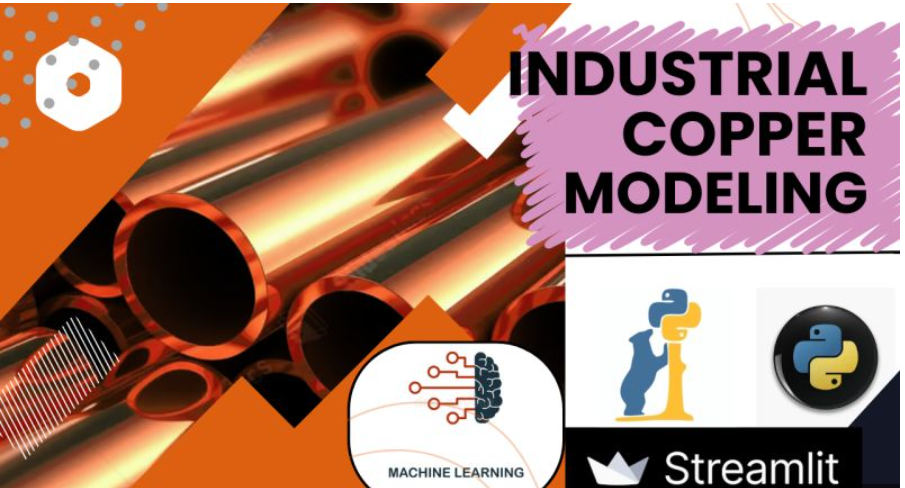 INDUSTRIAL
COPPER
MODELING
MACHINE LEARNING
Streamlit